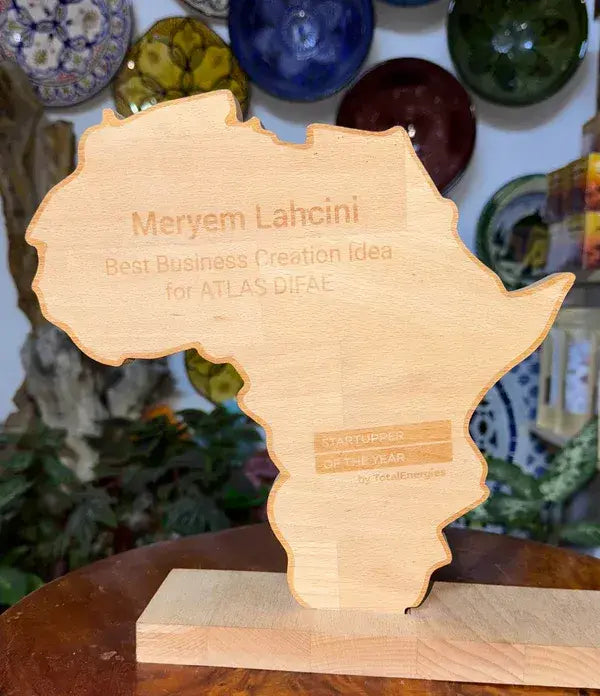 Meryem Lahcini
Best Business Creation Idea
for ATLAS DIFAE
STARTUPPER
OF THE YEAR
by TotalEnergies